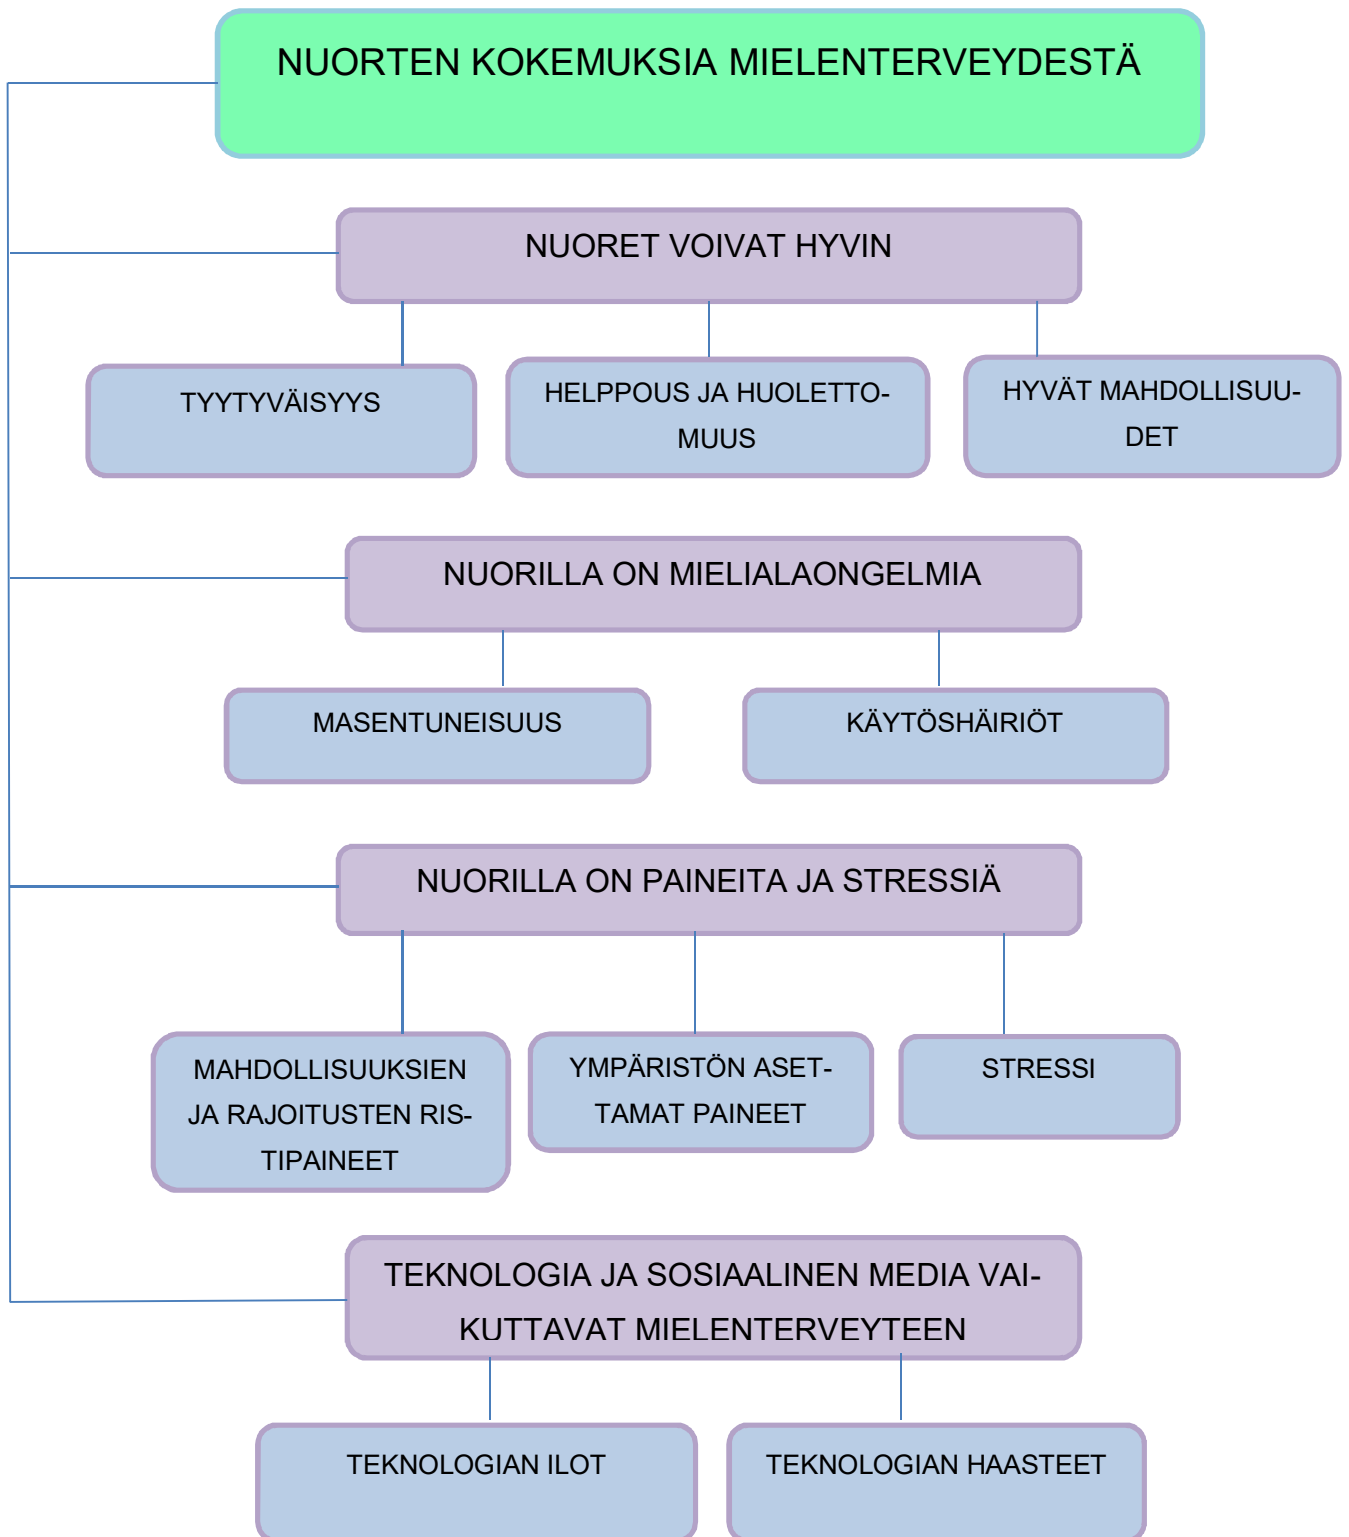 NUORTEN KOKEMUKSIA MIELENTERVEYDESTÄ
NUORET VOIVAT HYVIN
TYYTYVÄISYYS
HELPPOUS JA HUOLETTO-
MUUS
HYVÄT MAHDOLLISUU-
DET
NUORILLA ON MIELIALAONGELMIA
MASENTUNEISUUS
KÄYTÖSHÄIRIÖT
NUORILLA ON PAINEITA JA STRESSIÄ
MAHDOLLISUUKSIEN
JA RAJOITUSTEN RIS-
TIPAINEET
YMPÄRISTÖN ASET-
TAMAT PAINEET
STRESSI
TEKNOLOGIA JA SOSIAALINEN MEDIA VAI-
KUTTAVAT MIELENTERVEYTEEN
TEKNOLOGIAN ILOT
TEKNOLOGIAN HAASTEET